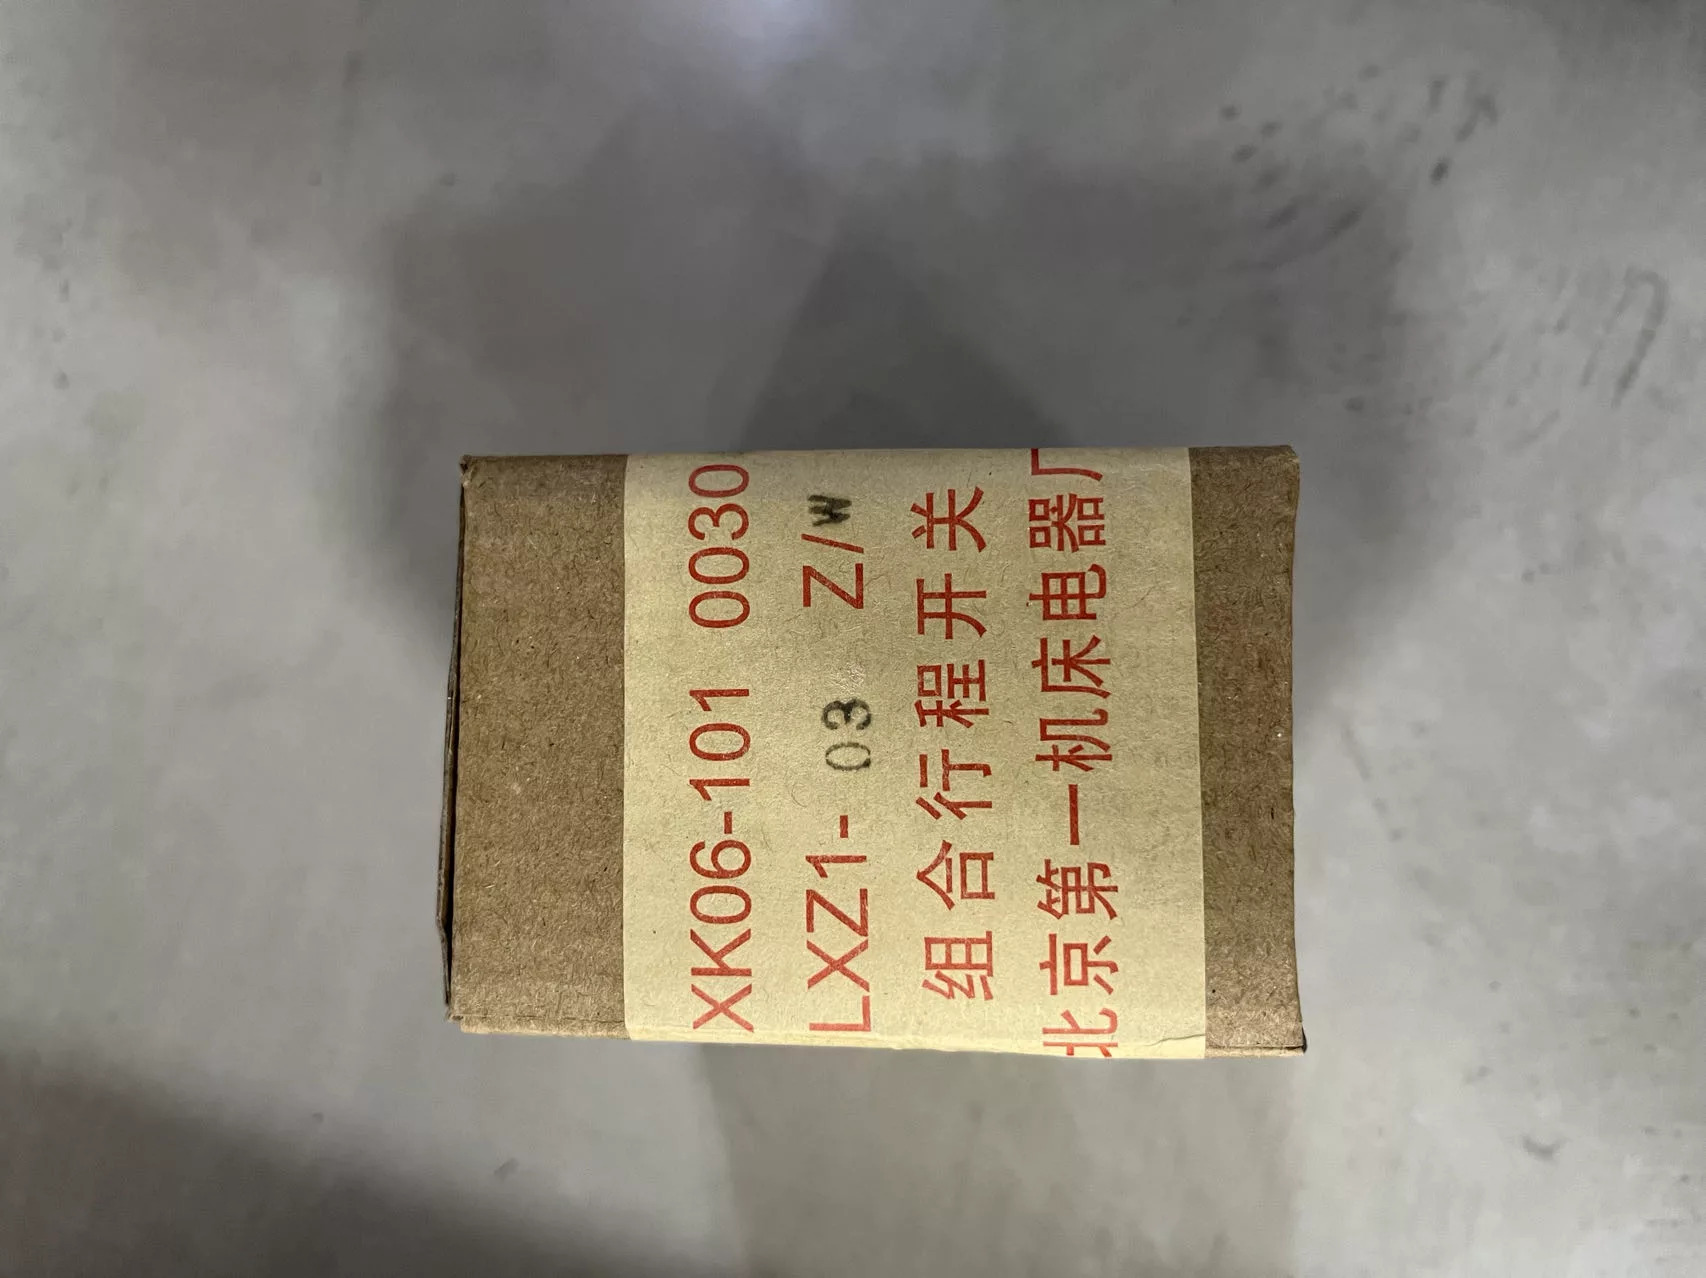 XK06-101 0030
LXZ1-03 Z/W
组合行程开关
北京第一机床电器厂